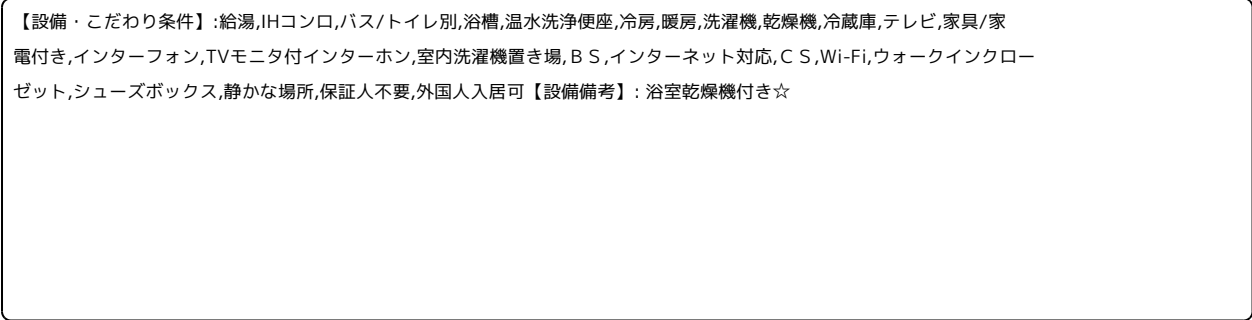 【設備・こだわり条件】:給湯,IHコンロ,バス/トイレ別,浴槽,温水洗浄便座,冷房,暖房,洗濯機,乾燥機,冷蔵庫,テレビ,家具/家
電付き,インターフォン,TVモニタ付インターホン,室内洗濯機置き場,ＢＳ,インターネット対応,ＣＳ,Wi-Fi,ウォークインクロー
ゼット,シューズボックス,静かな場所,保証人不要,外国人入居可【設備備考】: 浴室乾燥機付き☆